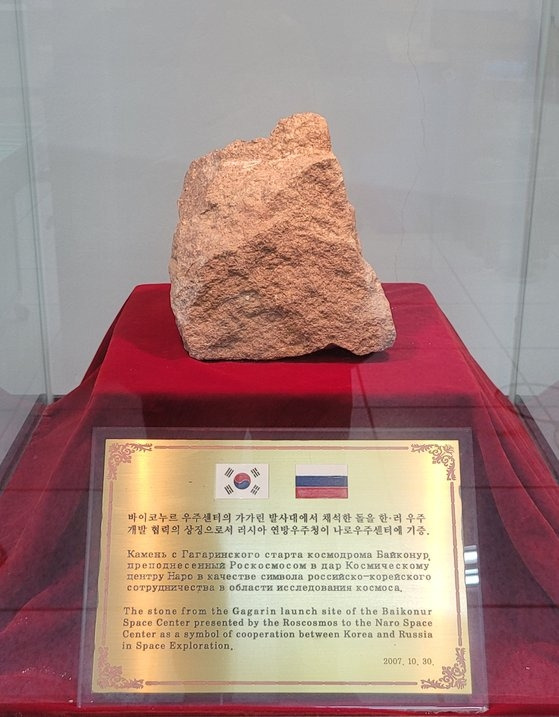 바이코누르 우주센터의 가가린 발사대에서 채석한 돌을 한·러 우주
개발 협력의 상징으로서 러시아 연방우주청이 나로우주센터에 기증.
Камень с Гагаринского старта космодрома Байконур,
преподнесенный Роскосмосом в дар Космическому
центру Наро в качестве символа российско-корейского
сотрудничества в области исследования космоса.
The stone from the Gagarin launch site of the Baikonur
Space Center presented by the Roscosmos to the Naro Space
Center as a symbol of cooperation between Korea and Russia
in Space Exploration.
2007. 10. 30.